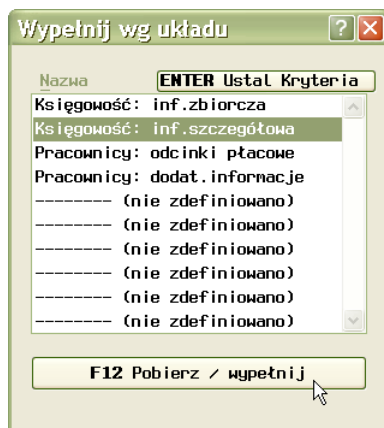 Wypełnij wg układu
Nazwa ENTER Ustal Kryteria
Księgowość: inf.zbiorcza
Księgowość: inf.szczegółowa
Pracownicy: odcinki płacowe
Pracownicy: dodat.informacje
-------- (nie zdefiniowano)
-------- (nie zdefiniowano)
-------- (nie zdefiniowano)
-------- (nie zdefiniowano)
-------- (nie zdefiniowano)
-------- (nie zdefiniowano)
F12 Pobierz / wypełnij